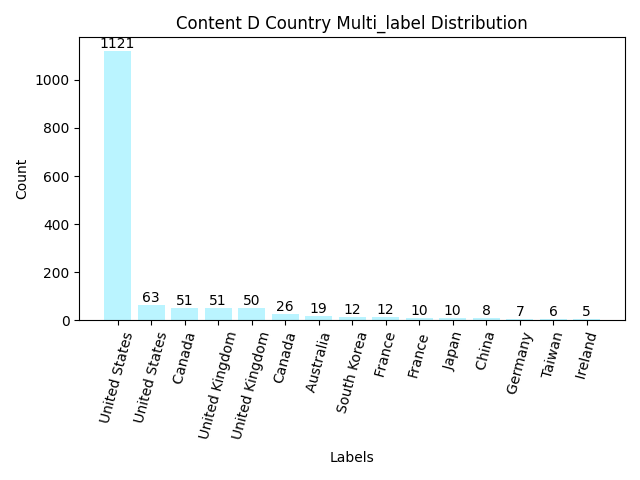 Content D Country Multi_label Distribution
1121
63
51
51
50
26
19
12
12
10
10
8
7
6
5
1000
800
600
400
200
0
Count
United States
United States
Canada
United Kingdom
United Kingdom
Canada
Australia
South Korea
France
France
Japan
China
Germany
Taiwan
Ireland
Labels